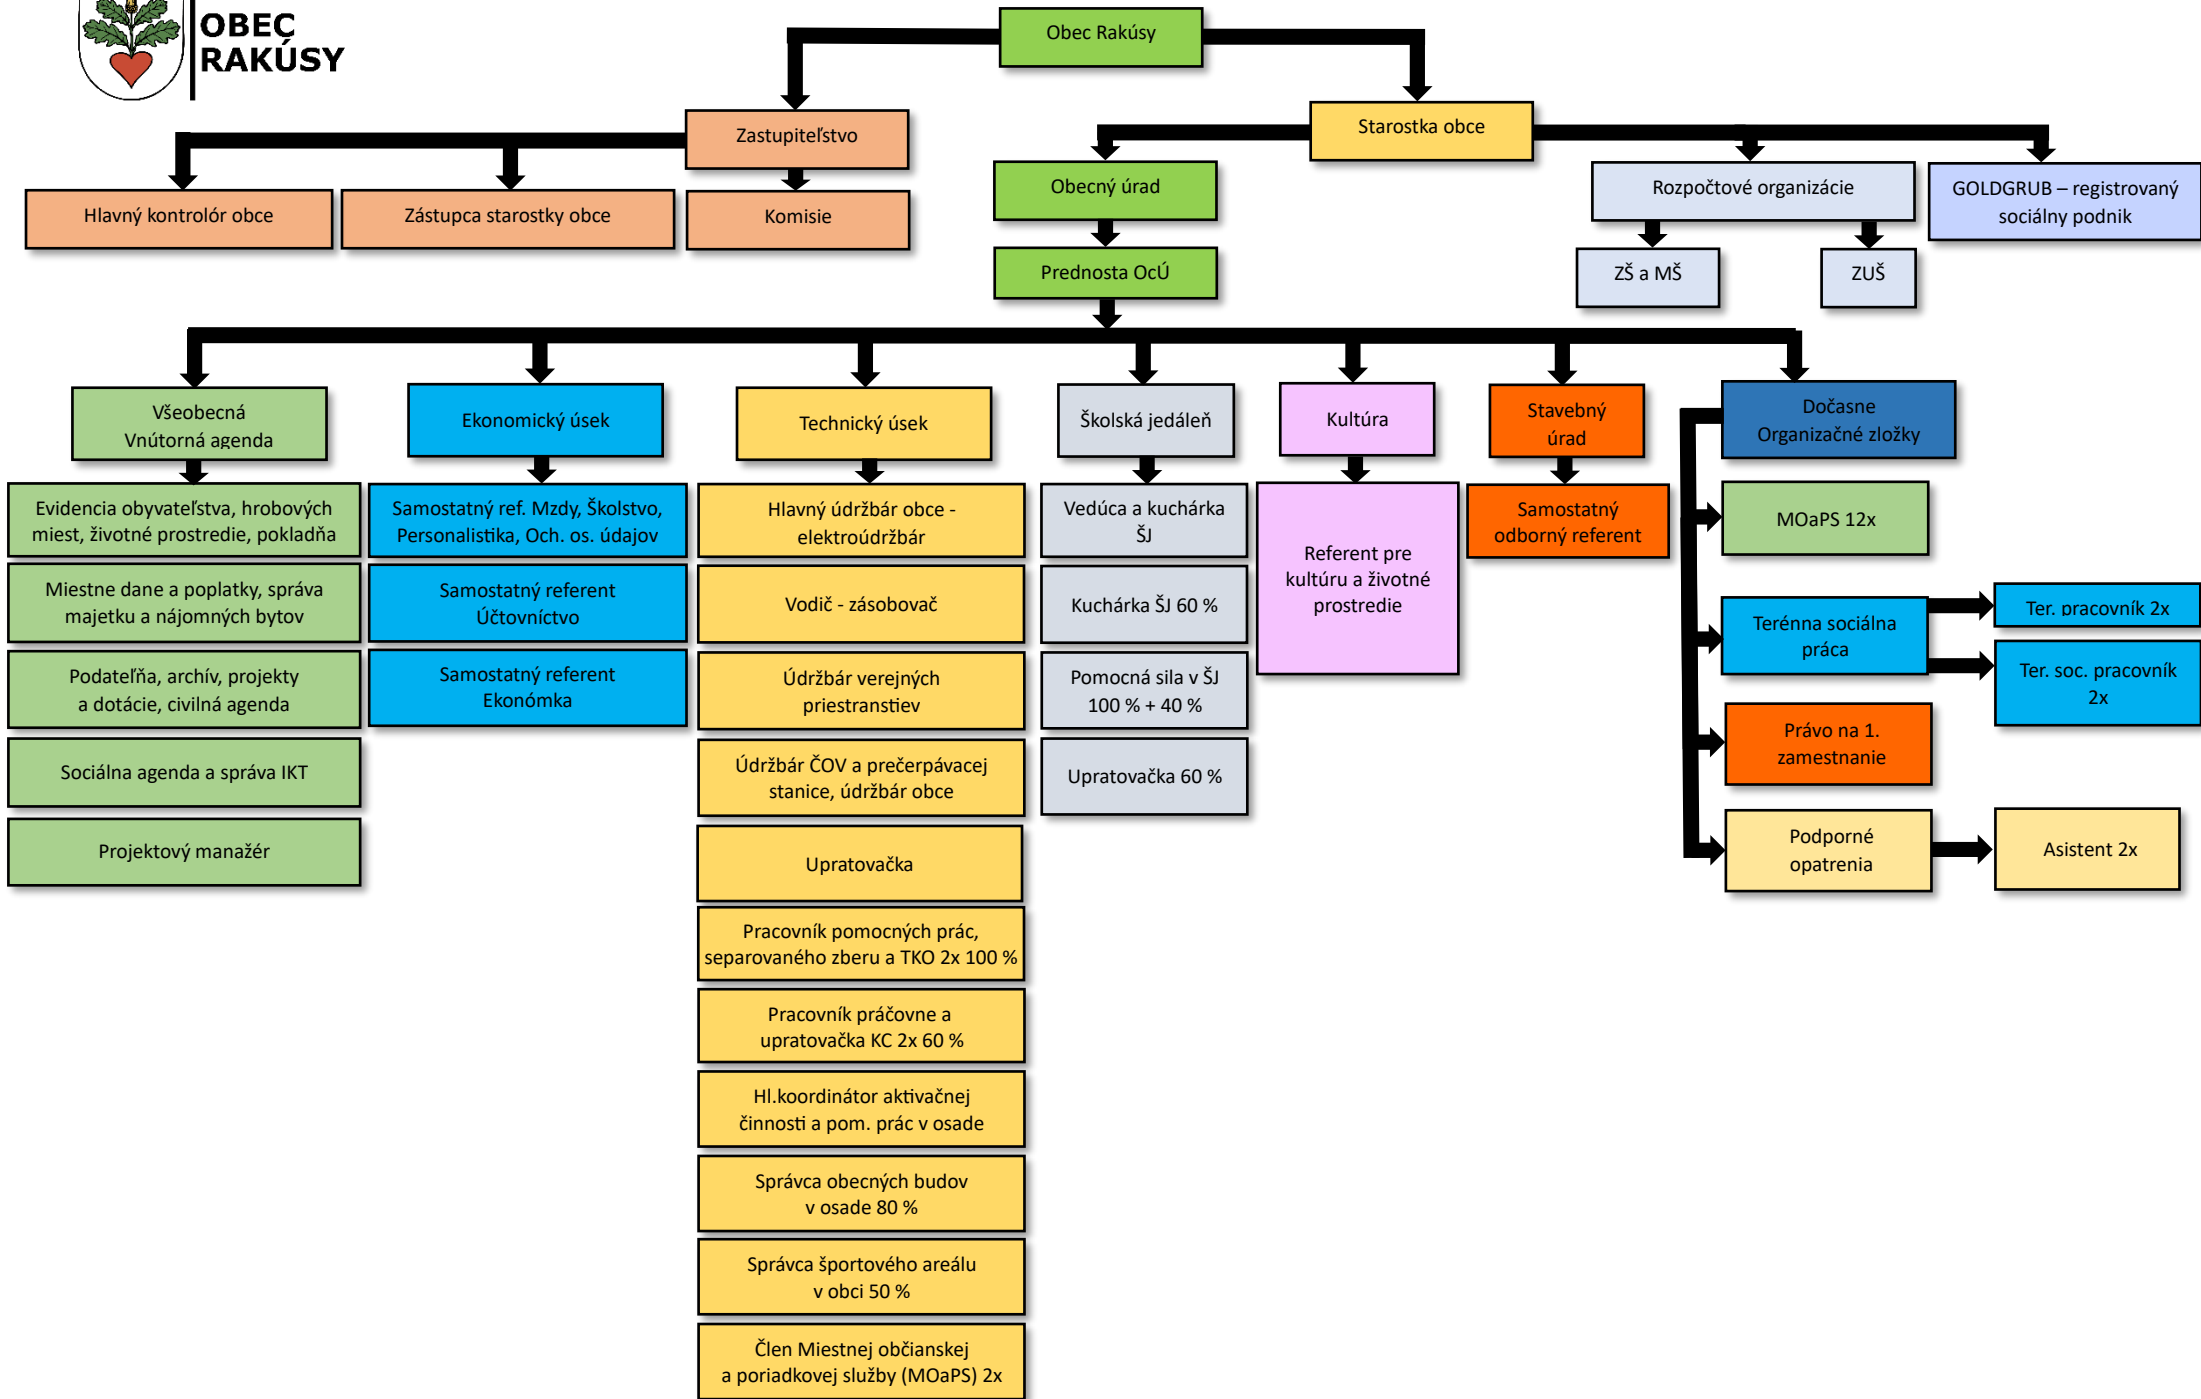 OBEC
RAKÚSY
Obec Rakúsy
Zastupiteľstvo
Starostka obce
Hlavný kontrolór obce
Zástupca starostky obce
Komisie
Obecný úrad
Prednosta OcÚ
Rozpočtové organizácie
ZŠ a MŠ
ZUŠ
GOLDGRUB – registrovaný
sociálny podnik
Všeobecná
Vnútorná agenda
Evidencia obyvateľstva, hrobových
miest, životné prostredie, pokladňa
Miestne dane a poplatky, správa
majetku a nájomných bytov
Podateľňa, archív, projekty
a dotácie, civilná agenda
Sociálna agenda a správa IKT
Projektový manažér
Ekonomický úsek
Samostatný ref. Mzdy, Školstvo,
Personalistika, Och. os. údajov
Samostatný referent
Účtovníctvo
Samostatný referent
Ekonómka
Technický úsek
Hlavný údržbár obce -
elektroúdržbár
Vodič - zásobovač
Údržbár verejných
priestranstiev
Údržbár ČOV a prečerpávacej
stanice, údržbár obce
Upratovačka
Pracovník pomocných prác,
separovaného zberu a TKO 2x 100 %
Pracovník práčovne a
upratovačka KC 2x 60 %
Hl.koordinátor aktivačnej
činnosti a pom. prác v osade
Správca obecných budov
v osade 80 %
Správca športového areálu
v obci 50 %
Člen Miestnej občianskej
a poriadkovej služby (MOaPS) 2x
Školská jedáleň
Vedúca a kuchárka
ŠJ
Kuchárka ŠJ 60 %
Pomocná sila v ŠJ
100 % + 40 %
Upratovačka 60 %
Kultúra
Referent pre
kultúru a životné
prostredie
Stavebný
úrad
Samostatný
odborný referent
Dočasne
Organizačné zložky
MOaPS 12x
Terénna sociálna
práca
Ter. pracovník 2x
Ter. soc. pracovník
2x
Právo na 1.
zamestnanie
Podporné
opatrenia
Asistent 2x